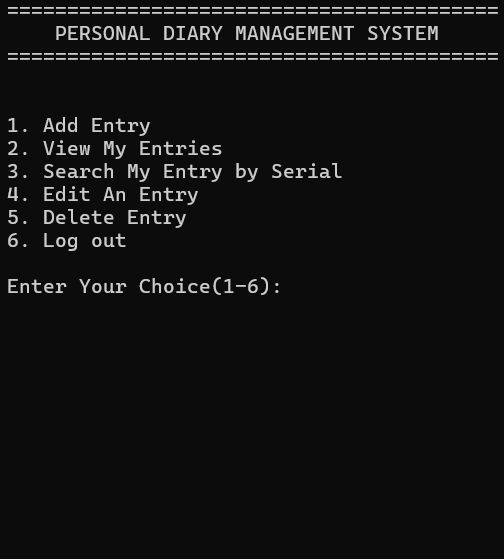 =========================================
PERSONAL DIARY MANAGEMENT SYSTEM
=========================================
1. Add Entry
2. View My Entries
3. Search My Entry by Serial
4. Edit An Entry
5. Delete Entry
6. Log out
Enter Your Choice(1-6):